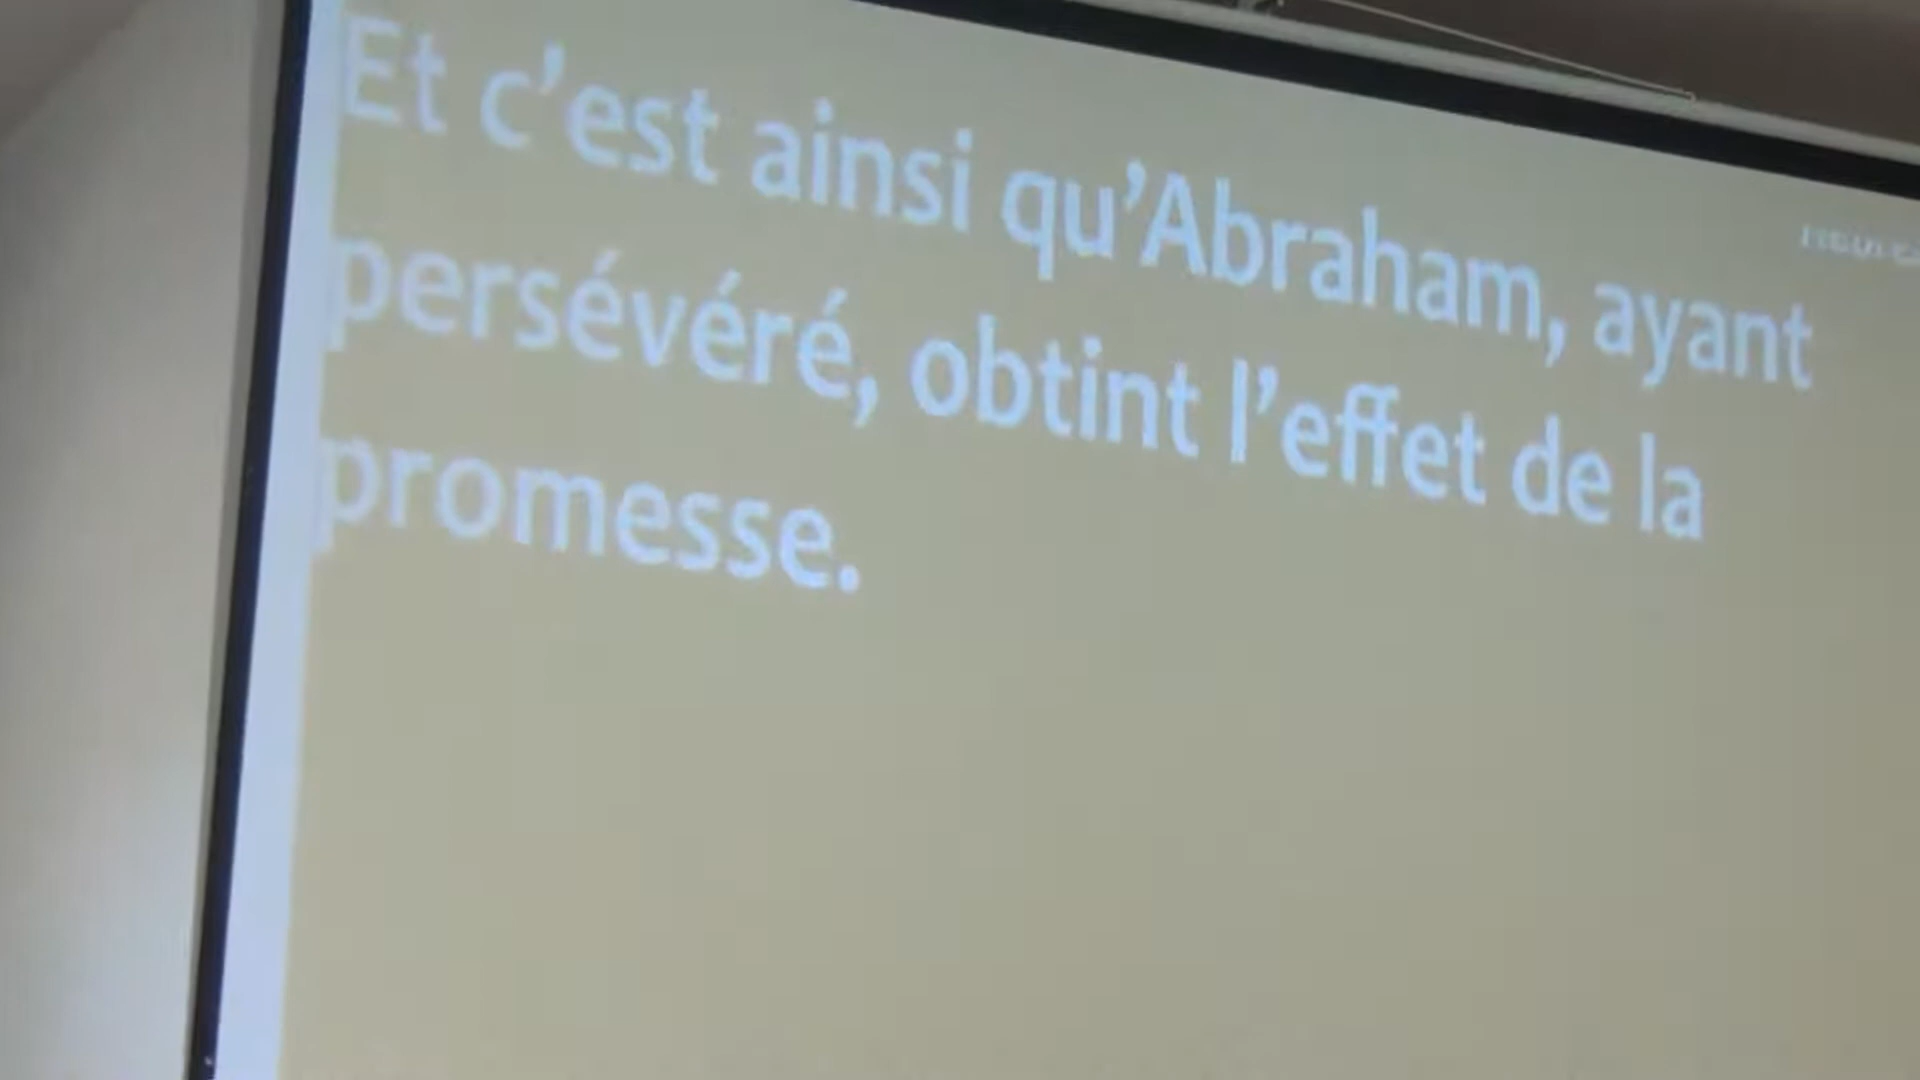 Et c’est ainsi qu’Abraham, ayant
persévéré, obtint l’effet de la
promesse.